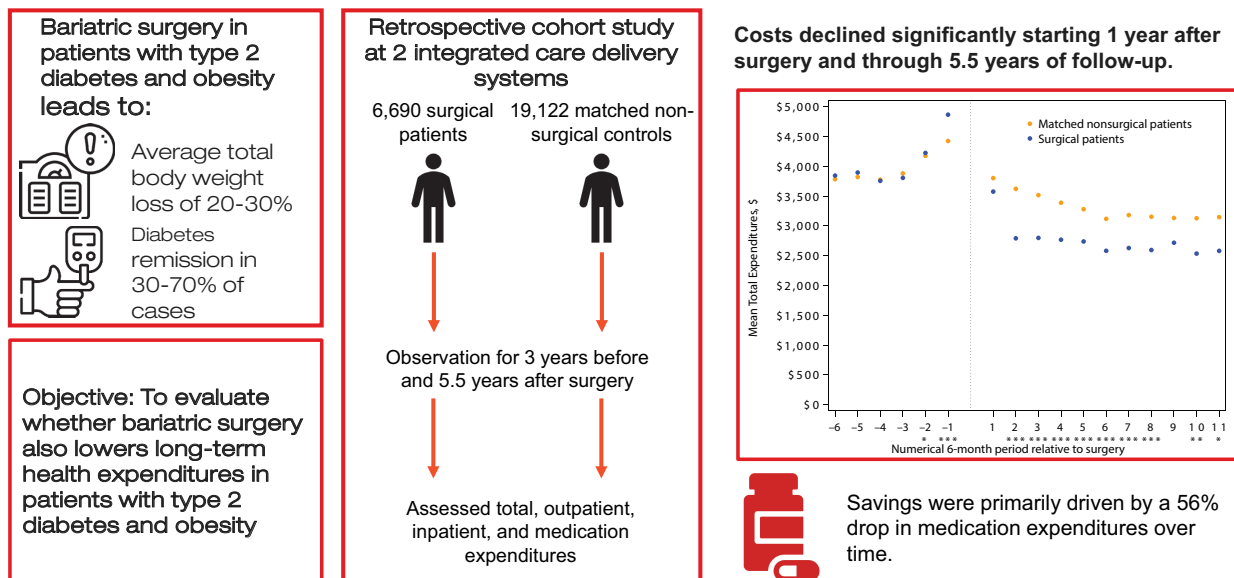 Bariatric surgery in
patients with type 2
diabetes and obesity
leads to:
Average total
body weight
loss of 20-30%
Diabetes
remission in
30-70% of
cases
Objective: To evaluate
whether bariatric surgery
also lowers long-term
health expenditures in
patients with type 2
diabetes and obesity
Retrospective cohort study
at 2 integrated care delivery
systems
6,690 surgical
patients
19,122 matched non-
surgical controls
Observation for 3 years before
and 5.5 years after surgery
Assessed total, outpatient,
inpatient, and medication
expenditures
Costs declined significantly starting 1 year after
surgery and through 5.5 years of follow-up.
Mean Total Expenditures, $
$5,000
$4,500
$4,000
$3,500
$3,000
$2,500
$2,000
$1,500
$1,000
$500
$0
Matched nonsurgical patients
Surgical patients
–6 –5 –4 –3 –2 –1 1 2 3 4 5 6 7 8 9 10 11
* *** *** *** *** *** *** *** *** ** *
Numerical 6-month period relative to surgery
Savings were primarily driven by a 56%
drop in medication expenditures over
time.